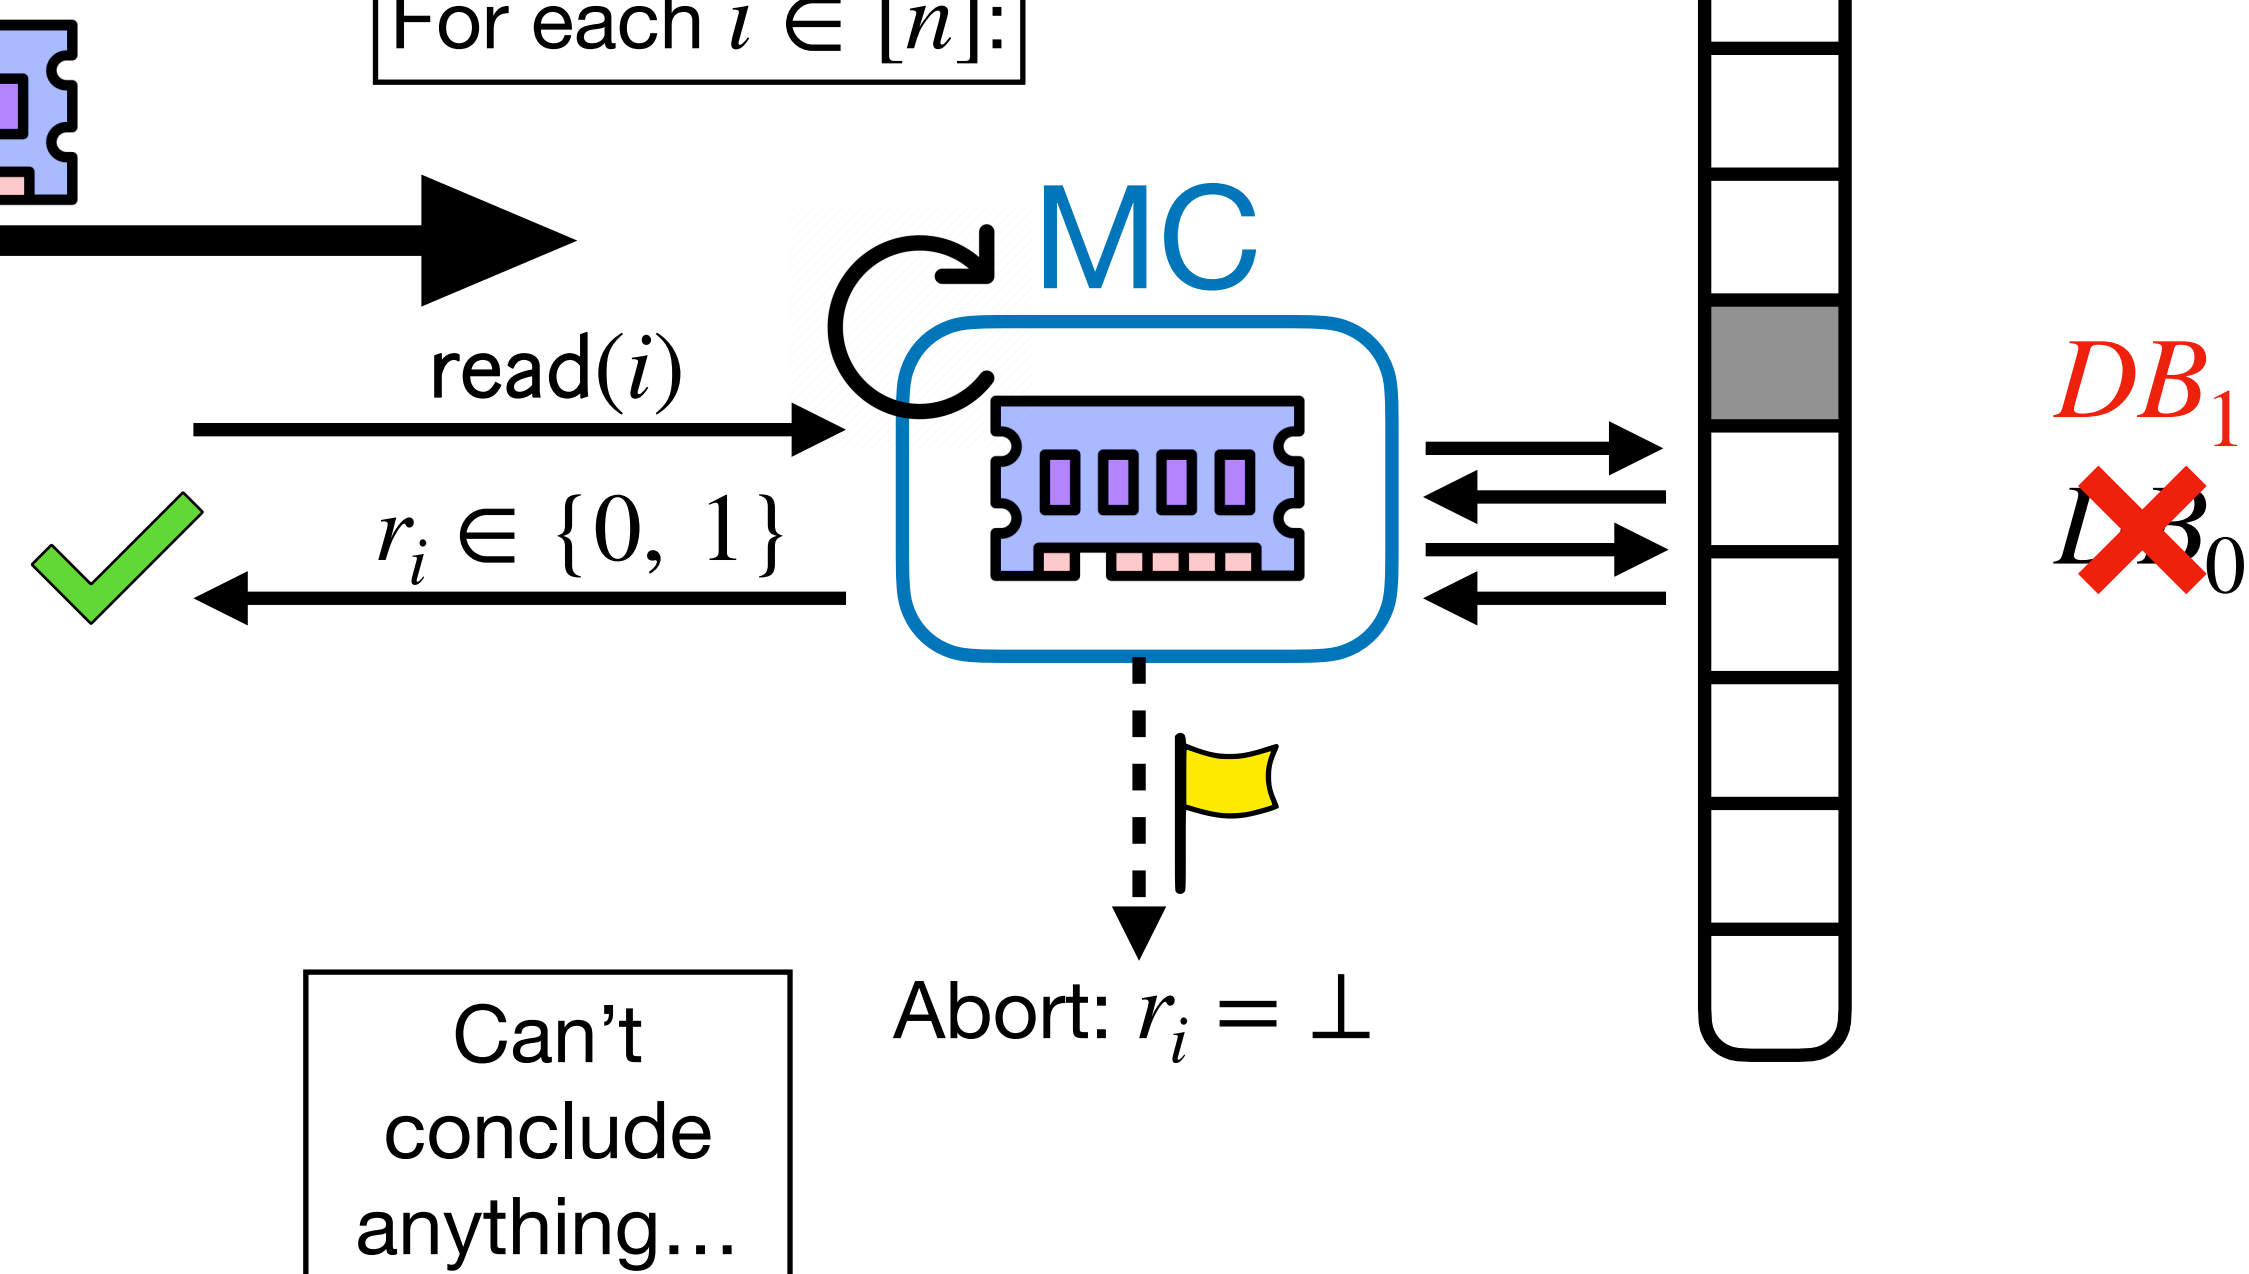 For each i ∈ [n]:
MC
read(i)
r_i ∈ {0, 1}
DB_1
DB_0
Abort: r_i = ⊥
Can’t
conclude
anything…